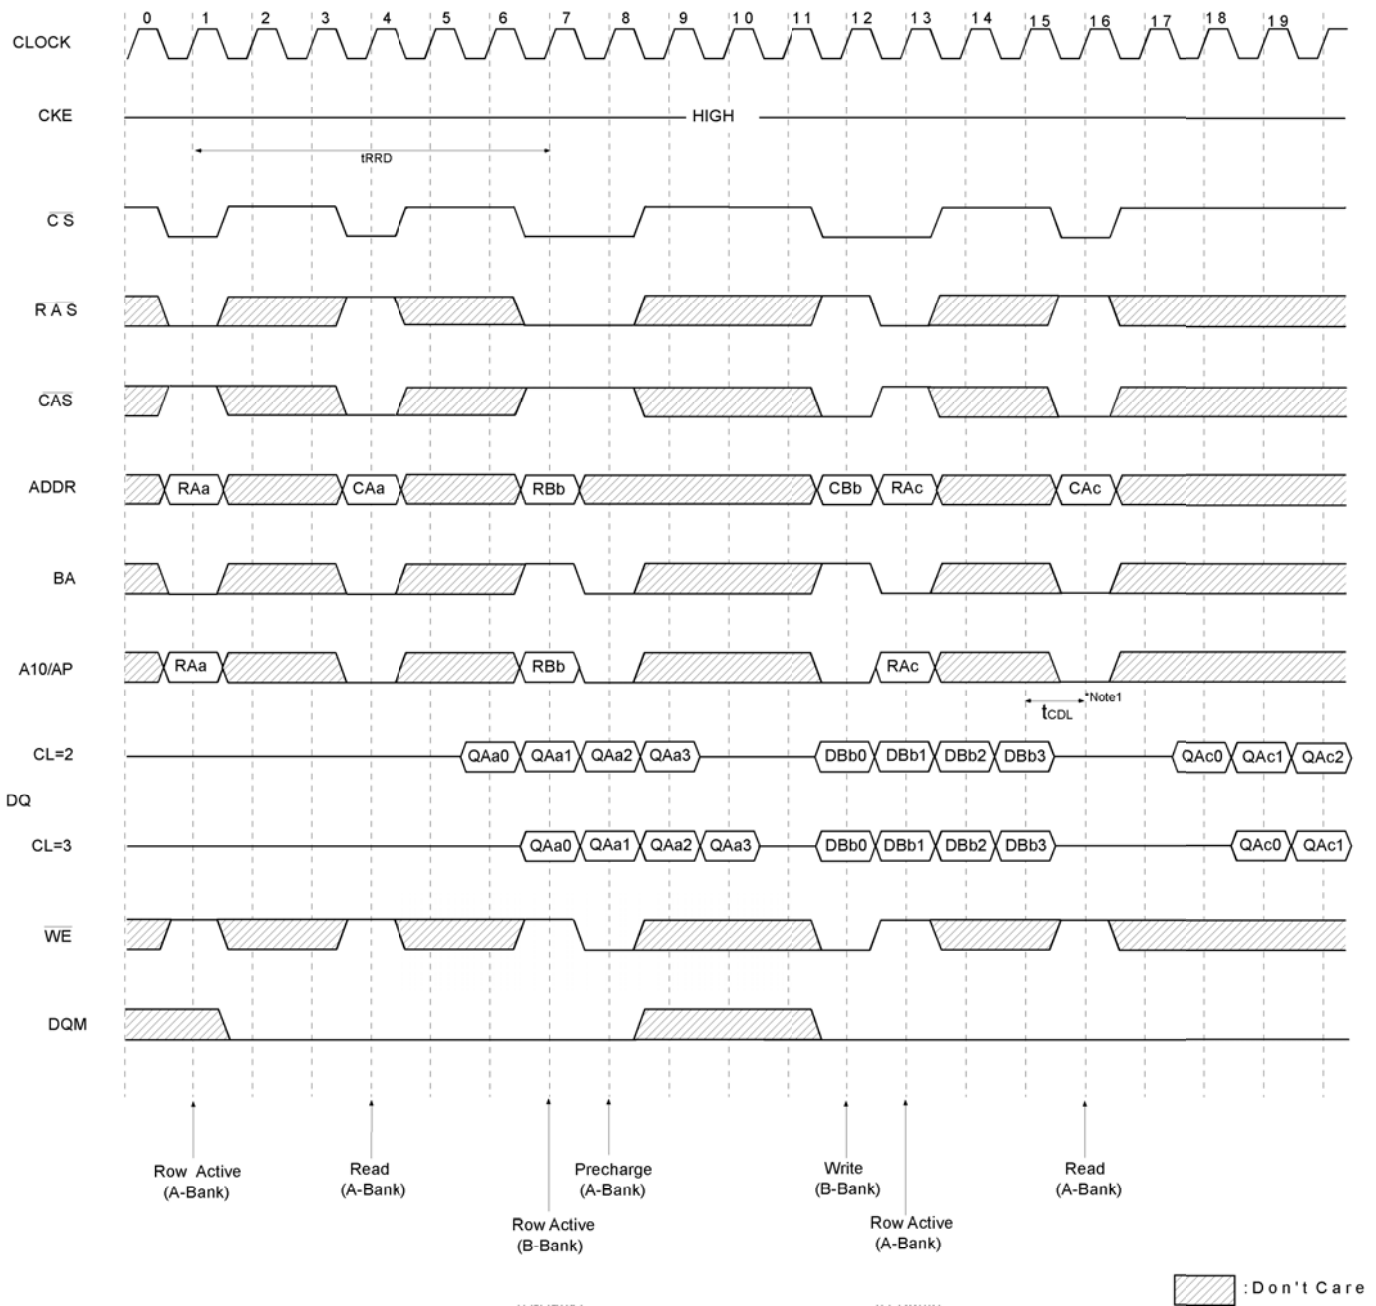 0 1 2 3 4 5 6 7 8 9 10 11 12 13 14 15 16 17 18 19
CLOCK
CKE
HIGH
tRRD
CS
RAS
CAS
ADDR RAa CAa RBb CBb RAc CAc
BA
A10/AP RAa RBb RAc
*Note1
tCDL
CL=2 QAa0 QAa1 QAa2 QAa3 DBb0 DBb1 DBb2 DBb3 QAc0 QAc1 QAc2
DQ
CL=3 QAa0 QAa1 QAa2 QAa3 DBb0 DBb1 DBb2 DBb3 QAc0 QAc1
WE
DQM
Row Active
(A-Bank)
Read
(A-Bank)
Row Active
(B-Bank)
Precharge
(A-Bank)
Write
(B-Bank)
Row Active
(A-Bank)
Read
(A-Bank)
:Don't Care